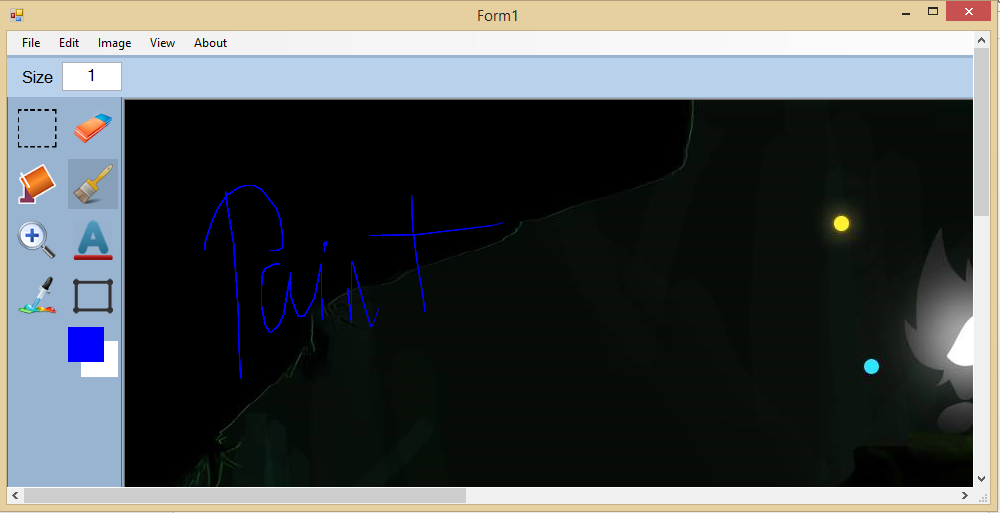 Form1
File Edit Image View About
Size 1
A
Paint